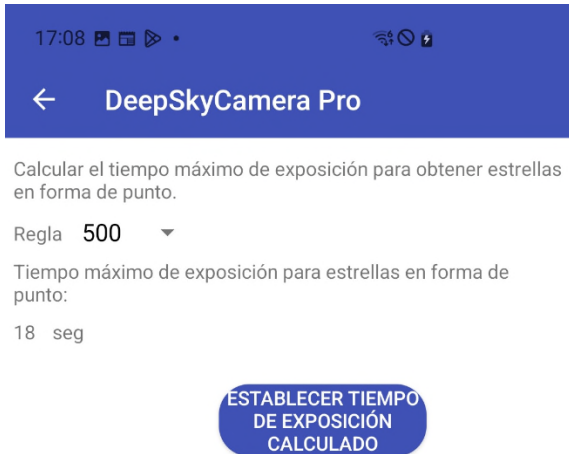 17:08
DeepSkyCamera Pro
Calcular el tiempo máximo de exposición para obtener estrellas
en forma de punto.
Regla 500
Tiempo máximo de exposición para estrellas en forma de
punto:
18 seg
ESTABLECER TIEMPO
DE EXPOSICIÓN
CALCULADO